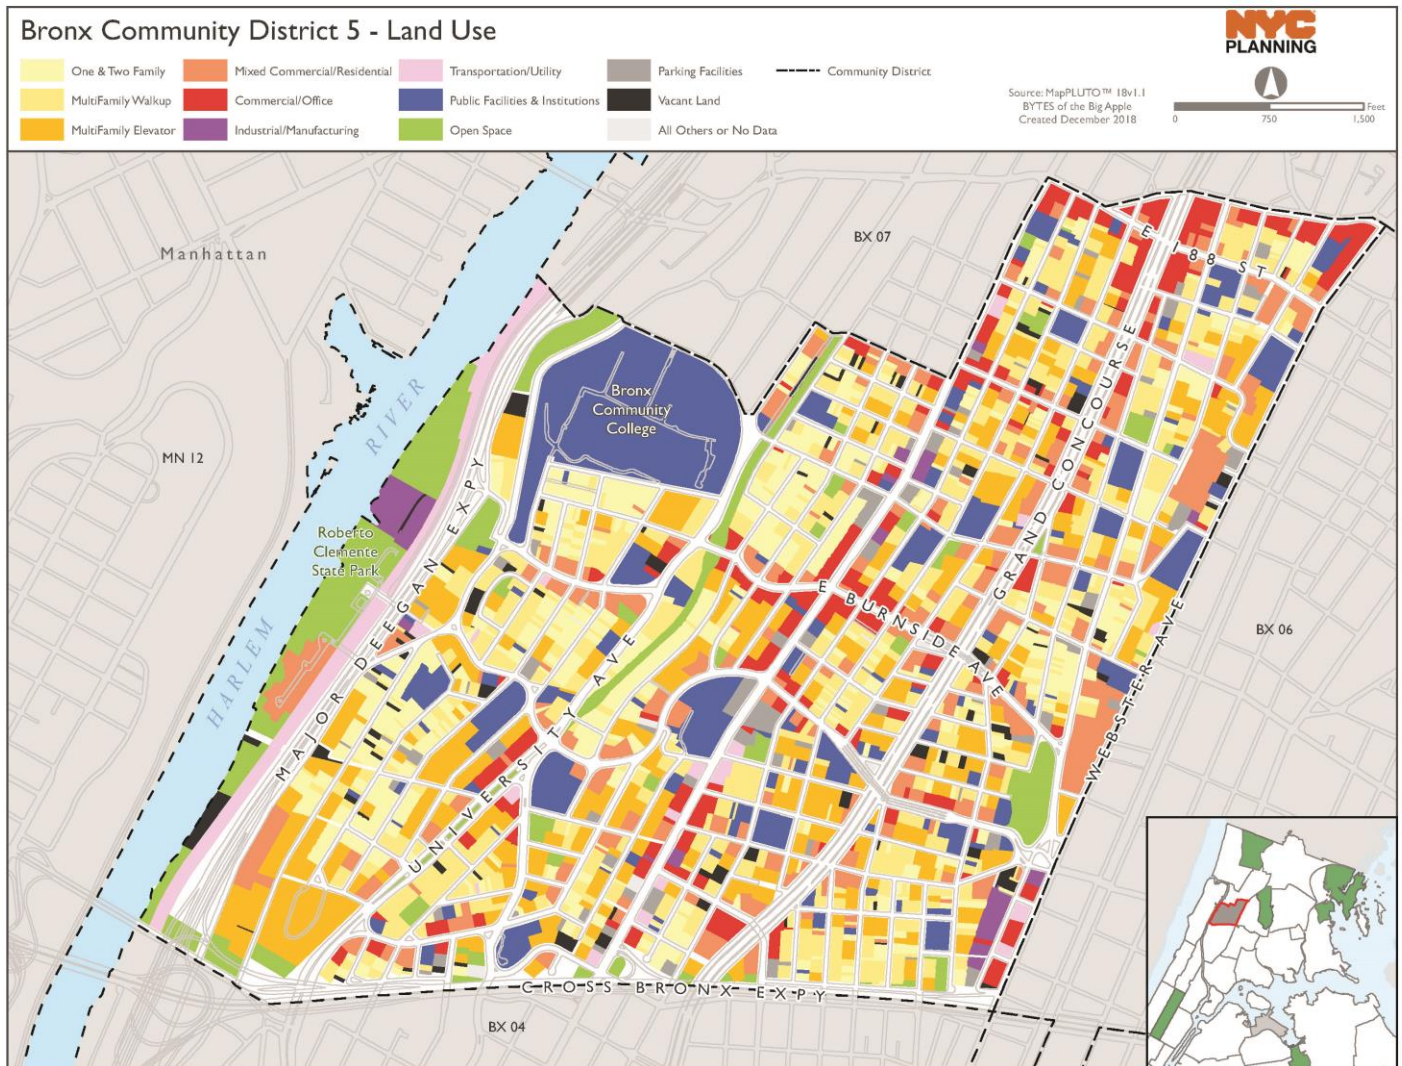 Bronx Community District 5 - Land Use
NYC
PLANNING
One & Two Family
Mixed Commercial/Residential
Transportation/Utility
Parking Facilities
Community District
MultiFamily Walkup
Commercial/Office
Public Facilities & Institutions
Vacant Land
MultiFamily Elevator
Industrial/Manufacturing
Open Space
All Others or No Data
Source: MapPLUTO™ 18v1.1
BYTES of the Big Apple
Created December 2018
Feet
0 750 1,500
Manhattan
BX 07
E 188 ST
HARLEM RIVER
Bronx
Community
College
MN 12
Roberto
Clemente
State Park
MAJOR DEEGAN EXPY
GRAND CONCOURSE
E BURNSIDE AVE
UNIVERSITY AVE
WEBSTER AVE
BX 06
CROSS BRONX EXPY
BX 04